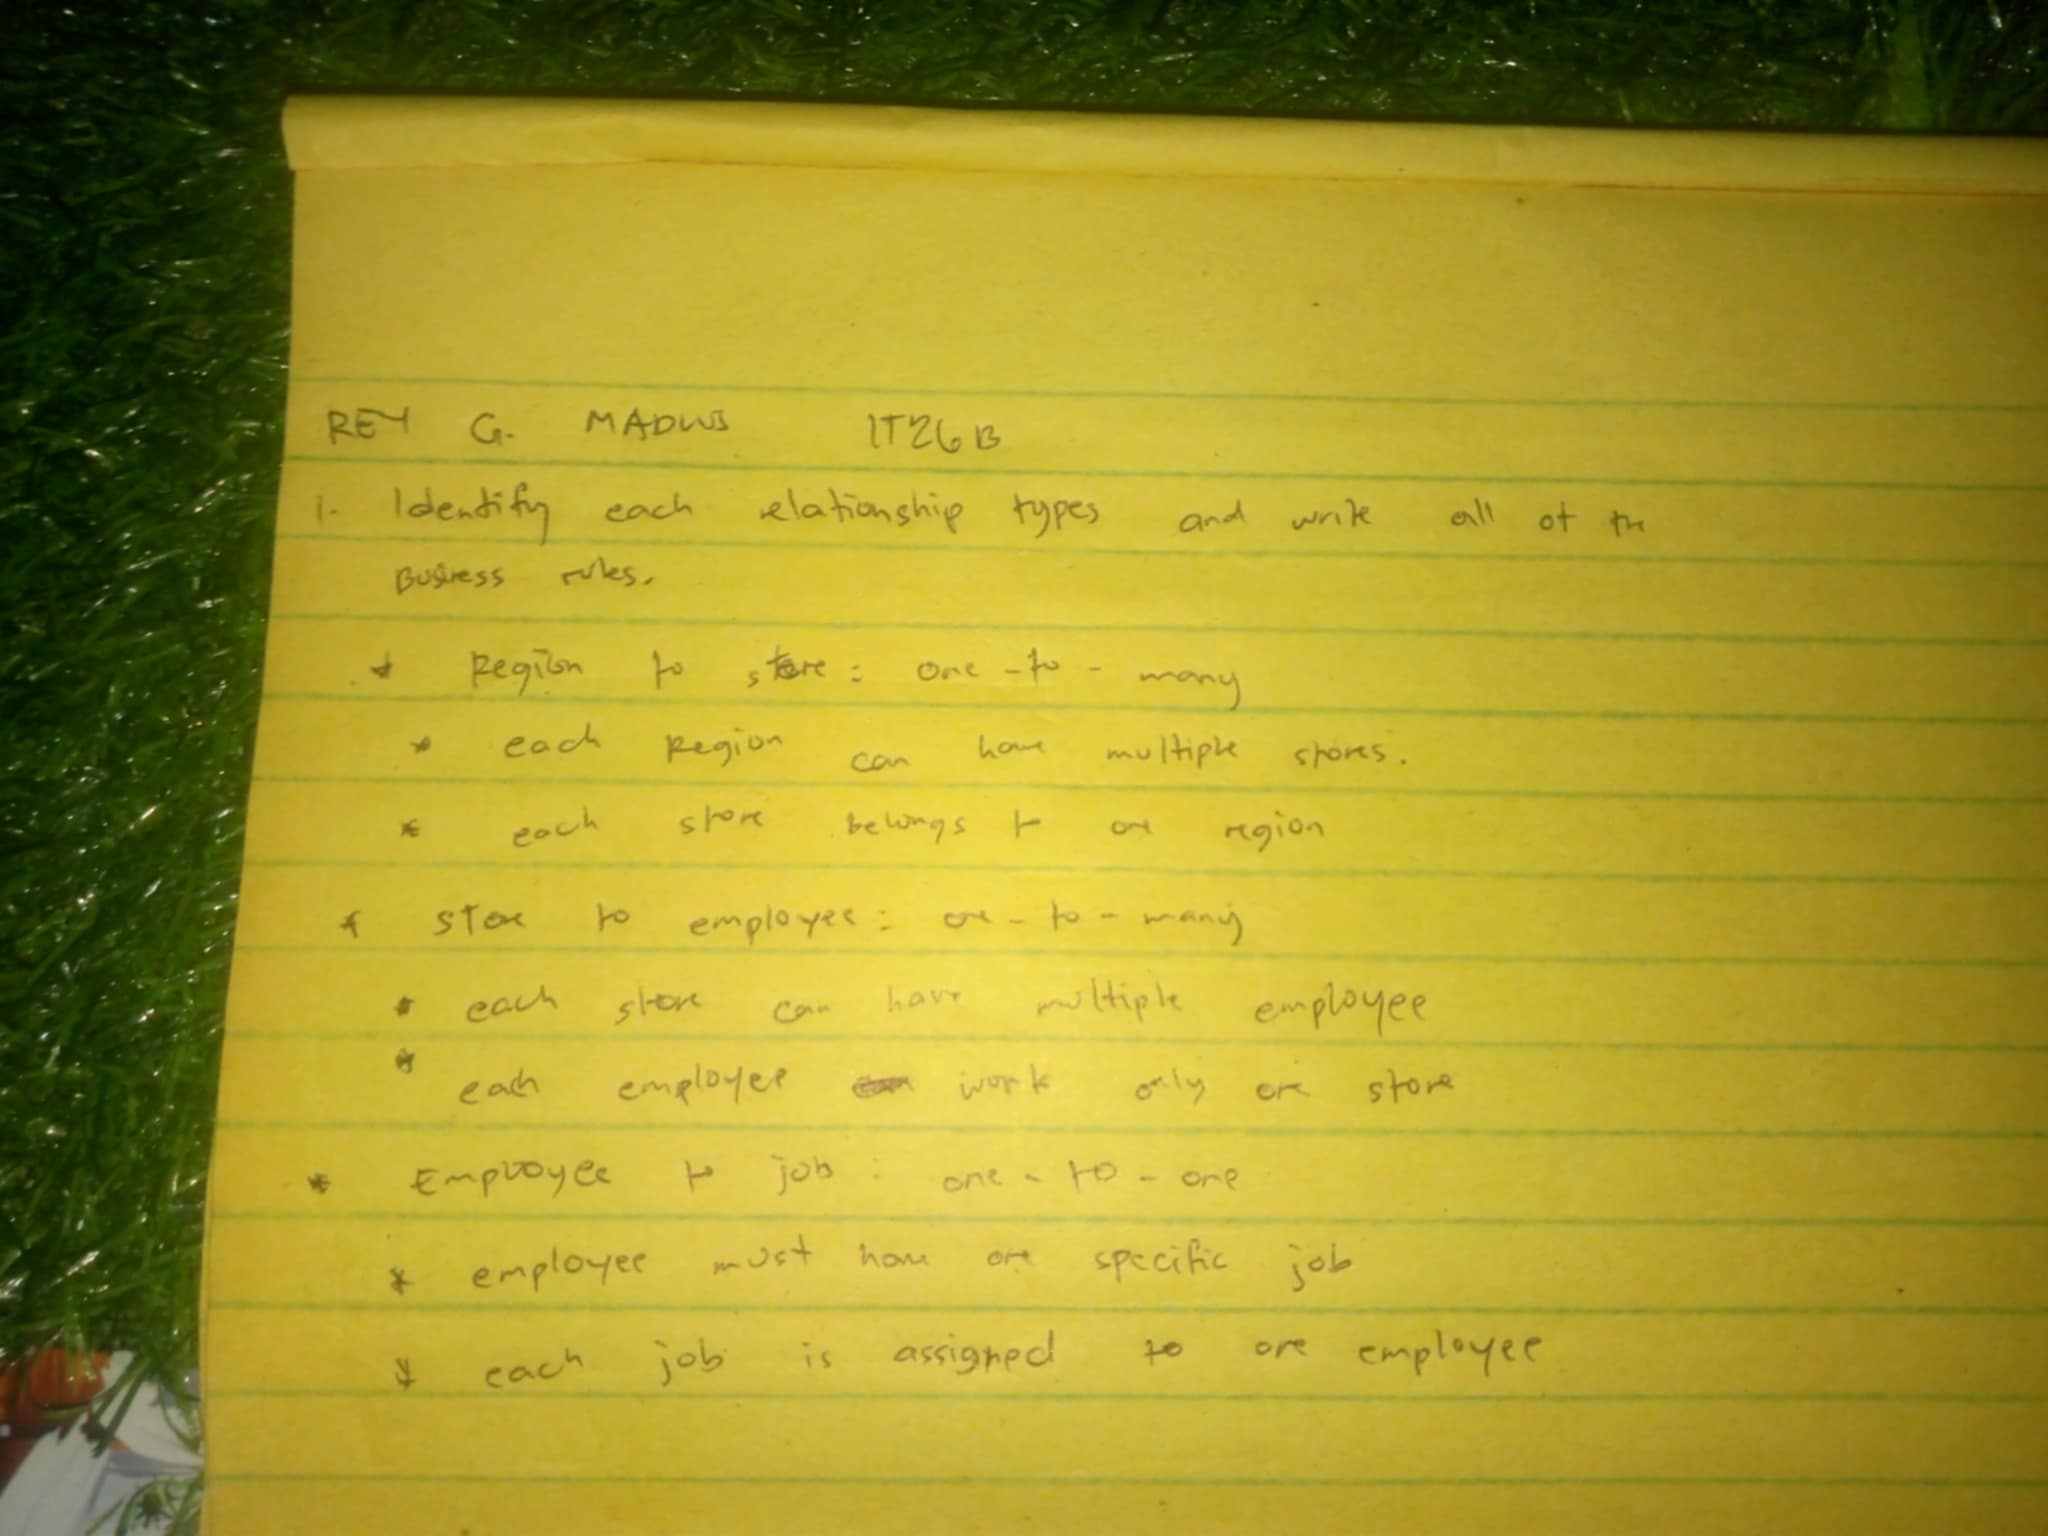 REY G. MADUS IT26B
1. Identify each relationship types and write all of the
Business rules.
* Region to store : one - to - many
* each Region can have multiple stores.
* each store belongs to one region
* store to employee : one - to - many
* each store can have multiple employee
* each employee work only one store
* Employee to job : one - to - one
* employee must have one specific job
* each job is assigned to one employee